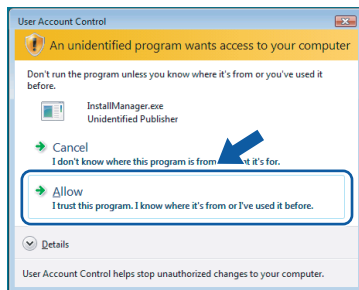 User Account Control
An unidentified program wants access to your computer
Don't run the program unless you know where it's from or you've used it
before.
InstallManager.exe
Unidentified Publisher
Cancel
I don't know where this program is from it's for.
Allow
I trust this program. I know where it's from or I've used it before.
Details
User Account Control helps stop unauthorized changes to your computer.